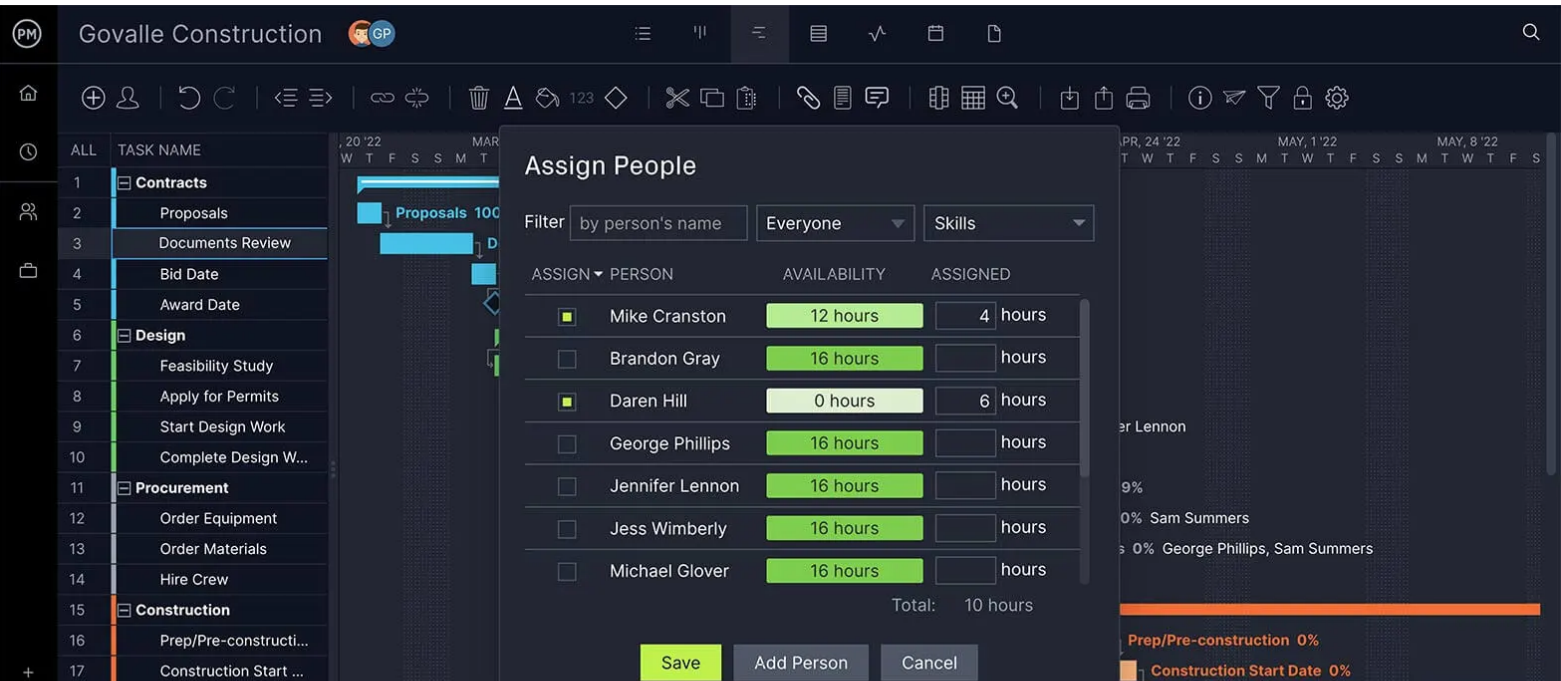 PM
Govalle Construction
GP
123
ALL TASK NAME
, 20 '22 MAR
W T F S S M T
PR, 24 '22 MAY, 1 '22 MAY, 8 '22
T W T F S S M T W T F S S M T W T F S
1 Contracts
2 Proposals
Proposals 100
3 Documents Review
D
4 Bid Date
5 Award Date
6 Design
7 Feasibility Study
8 Apply for Permits
9 Start Design Work
10 Complete Design W...
11 Procurement
12 Order Equipment
13 Order Materials
14 Hire Crew
15 Construction
16 Prep/Pre-constructi...
17 Construction Start ...
Assign People
Filter by person's name Everyone Skills
ASSIGN PERSON AVAILABILITY ASSIGNED
Mike Cranston 12 hours 4 hours
Brandon Gray 16 hours hours
Daren Hill 0 hours 6 hours
George Phillips 16 hours hours
Jennifer Lennon 16 hours hours
Jess Wimberly 16 hours hours
Michael Glover 16 hours hours
Total: 10 hours
Save Add Person Cancel
er Lennon
9%
0% Sam Summers
s 0% George Phillips, Sam Summers
Prep/Pre-construction 0%
Construction Start Date 0%